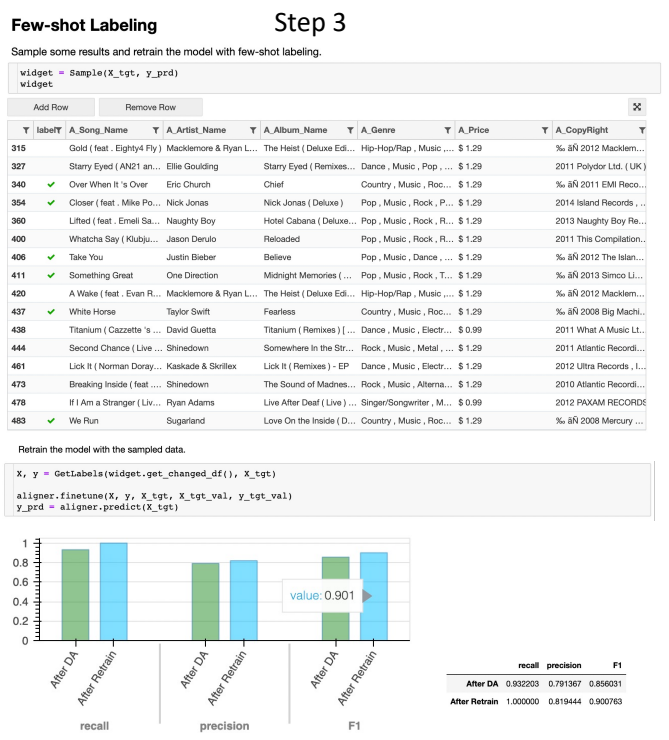 Few-shot Labeling
Step 3
Sample some results and retrain the model with few-shot labeling.
widget = Sample(X_tgt, y_prd)
widget
Add Row Remove Row
label A_Song_Name A_Artist_Name A_Album_Name A_Genre A_Price A_CopyRight
315 Gold ( feat . Eighty4 Fly ) Macklemore & Ryan L... The Heist ( Deluxe Edi... Hip-Hop/Rap , Music ,... $ 1.29 ‰ äÑ 2012 Macklem...
327 Starry Eyed ( AN21 an... Ellie Goulding Starry Eyed ( Remixes... Dance , Music , Pop , ... $ 1.29 2011 Polydor Ltd. ( UK )
340 ✔ Over When It 's Over Eric Church Chief Country , Music , Roc... $ 1.29 ‰ äÑ 2011 EMI Reco...
354 ✔ Closer ( feat . Mike Po... Nick Jonas Nick Jonas ( Deluxe ) Pop , Music , Rock , P... $ 1.29 2014 Island Records , ..
360 Lifted ( feat . Emeli Sa... Naughty Boy Hotel Cabana ( Deluxe... Pop , Music , Rock , R... $ 1.29 2013 Naughty Boy Re...
400 Whatcha Say ( Klubju... Jason Derulo Reloaded Pop , Music , Rock , R... $ 1.29 2011 This Compilation..
406 ✔ Take You Justin Bieber Believe Pop , Music , Dance , ... $ 1.29 ‰ äÑ 2012 The Islan...
411 ✔ Something Great One Direction Midnight Memories ( ... Pop , Music , Rock , T... $ 1.29 ‰ äÑ 2013 Simco Li...
420 A Wake ( feat . Evan R... Macklemore & Ryan L... The Heist ( Deluxe Edi... Hip-Hop/Rap , Music ,... $ 1.29 ‰ äÑ 2012 Macklem...
437 ✔ White Horse Taylor Swift Fearless Country , Music , Roc... $ 1.29 ‰ äÑ 2008 Big Machi..
438 Titanium ( Cazzette 's ... David Guetta Titanium ( Remixes ) [ ... Dance , Music , Electr... $ 0.99 2011 What A Music Lt..
444 Second Chance ( Live ... Shinedown Somewhere In the Str... Rock , Music , Metal , ... $ 1.29 2011 Atlantic Recordi...
461 Lick It ( Norman Doray... Kaskade & Skrillex Lick It ( Remixes ) - EP Dance , Music , Electr... $ 1.29 2012 Ultra Records , I...
473 Breaking Inside ( feat .... Shinedown The Sound of Madnes... Rock , Music , Alterna... $ 1.29 2010 Atlantic Recordi...
478 If I Am a Stranger ( Liv... Ryan Adams Live After Deaf ( Live ) ... Singer/Songwriter , M... $ 0.99 2012 PAXAM RECORDS
483 ✔ We Run Sugarland Love On the Inside ( D... Country , Music , Roc... $ 1.29 ‰ äÑ 2008 Mercury ...
Retrain the model with the sampled data.
X, y = GetLabels(widget.get_changed_df(), X_tgt)
aligner.finetune(X, y, X_tgt, X_tgt_val, y_tgt_val)
y_prd = aligner.predict(X_tgt)
1
0.8
0.6
0.4
0.2
0
value: 0.901
After DA After Retrain After DA After Retrain After DA After Retrain
recall precision F1
recall precision F1
After DA 0.932203 0.791367 0.856031
After Retrain 1.000000 0.819444 0.900763